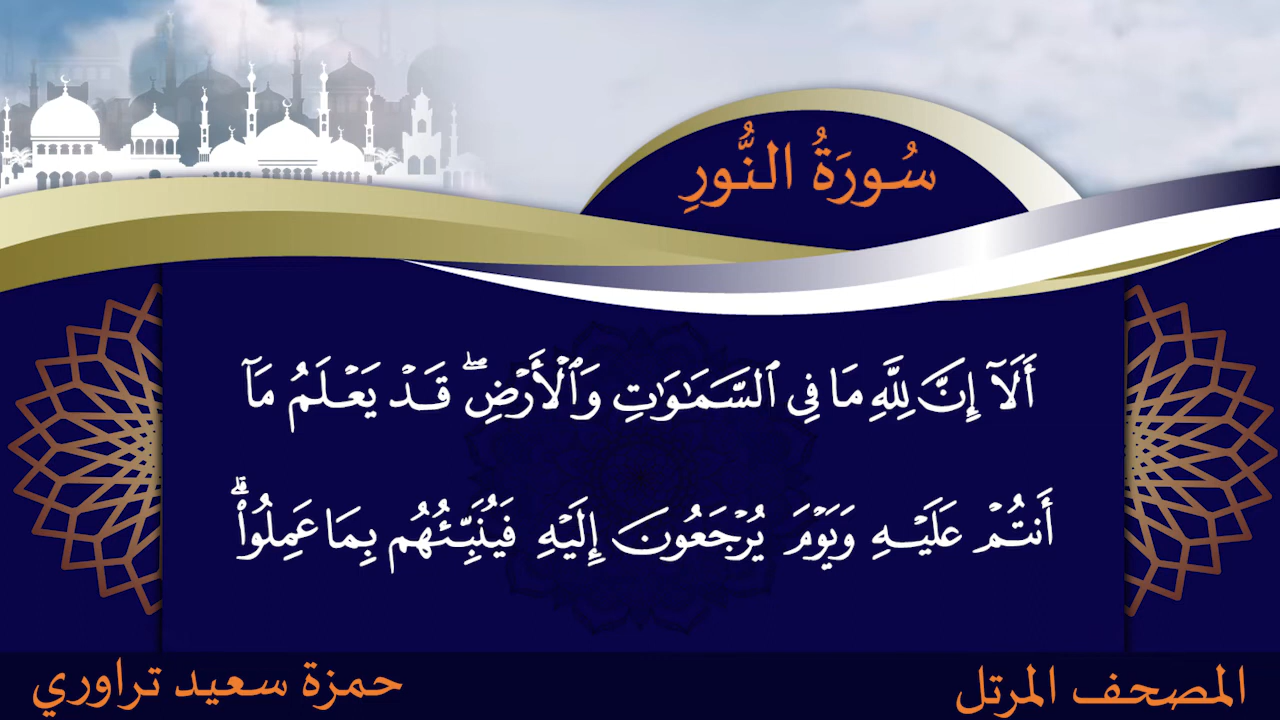 سُورَةُ النُّورِ
أَلَآ إِنَّ لِلَّهِ مَا فِي ٱلسَّمَـٰوَٰتِ وَٱلۡأَرۡضِۖ قَدۡ يَعۡلَمُ مَآ
أَنتُمۡ عَلَيۡهِ وَيَوۡمَ يُرۡجَعُونَ إِلَيۡهِ فَيُنَبِّئُهُم بِمَا عَمِلُواْۗ
المصحف المرتل
حمزة سعيد تراوري